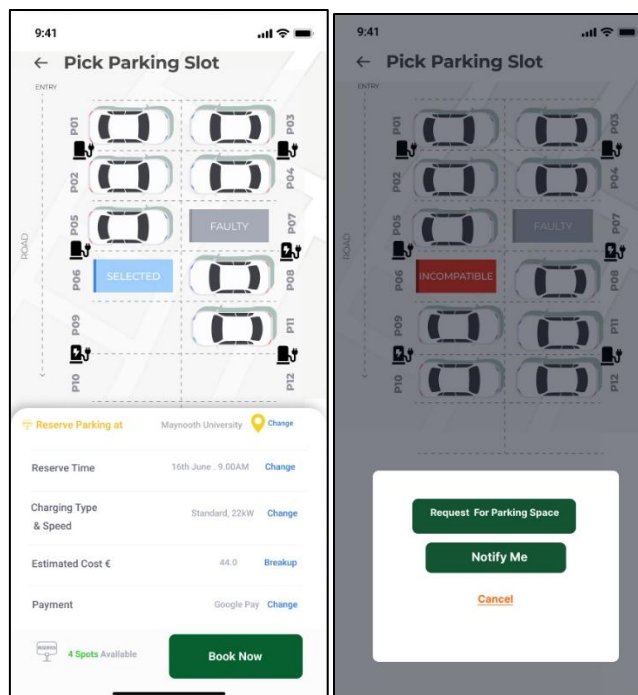 9:41
← Pick Parking Slot
ENTRY
P01
P03
P02
P04
P05
FAULTY
P07
ROAD
P06
SELECTED
P08
P09
P11
P10
P12
Reserve Parking at Maynooth University Change
Reserve Time 16th June . 9.00AM Change
Charging Type
& Speed
Standard, 22kW Change
Estimated Cost € 44.0 Breakup
Payment Google Pay Change
4 Spots Available
Book Now
9:41
← Pick Parking Slot
ENTRY
P01
P03
P02
P04
P05
FAULTY
P07
ROAD
P06
INCOMPATIBLE
P08
P09
P11
P10
P12
Request For Parking Space
Notify Me
Cancel